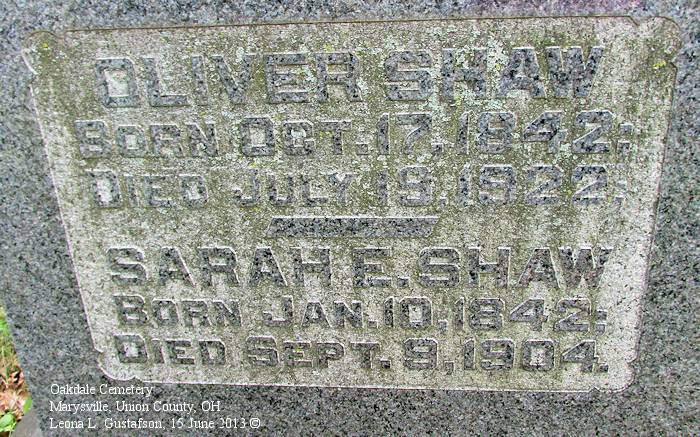 OLIVER SHAW
BORN OCT. 17, 1842;
DIED JULY 19, 1922;
SARAH E. SHAW
BORN JAN. 10, 1842;
DIED SEPT. 9, 1904.
Oakdale Cemetery
Marysville, Union County, OH
Leona L. Gustafson, 15 June 2013 ©